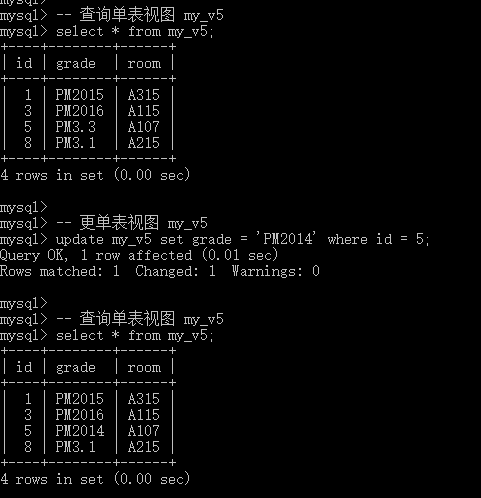 mysql>
mysql> -- 查询单表视图 my_v5
mysql> select * from my_v5;
+----+--------+------+
| id | grade  | room |
+----+--------+------+
|  1 | PM2015 | A315 |
|  3 | PM2016 | A115 |
|  5 | PM3.3  | A107 |
|  8 | PM3.1  | A215 |
+----+--------+------+
4 rows in set (0.00 sec)
mysql>
mysql> -- 更单表视图 my_v5
mysql> update my_v5 set grade = 'PM2014' where id = 5;
Query OK, 1 row affected (0.01 sec)
Rows matched: 1  Changed: 1  Warnings: 0
mysql>
mysql> -- 查询单表视图 my_v5
mysql> select * from my_v5;
+----+--------+------+
| id | grade  | room |
+----+--------+------+
|  1 | PM2015 | A315 |
|  3 | PM2016 | A115 |
|  5 | PM2014 | A107 |
|  8 | PM3.1  | A215 |
+----+--------+------+
4 rows in set (0.00 sec)